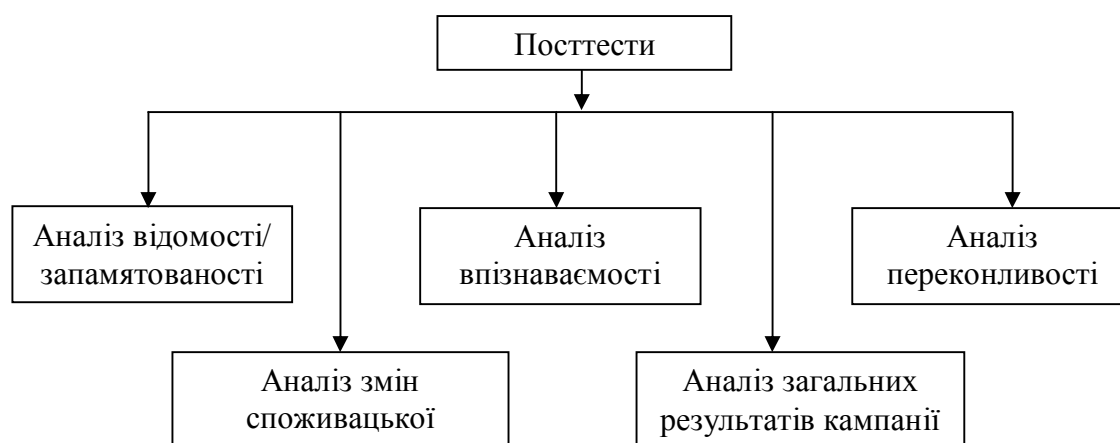 Посттести
Аналіз відомості/
запамятованості
Аналіз
впізнаваємості
Аналіз
переконливості
Аналіз змін
споживацької
Аналіз загальних
результатів кампанії